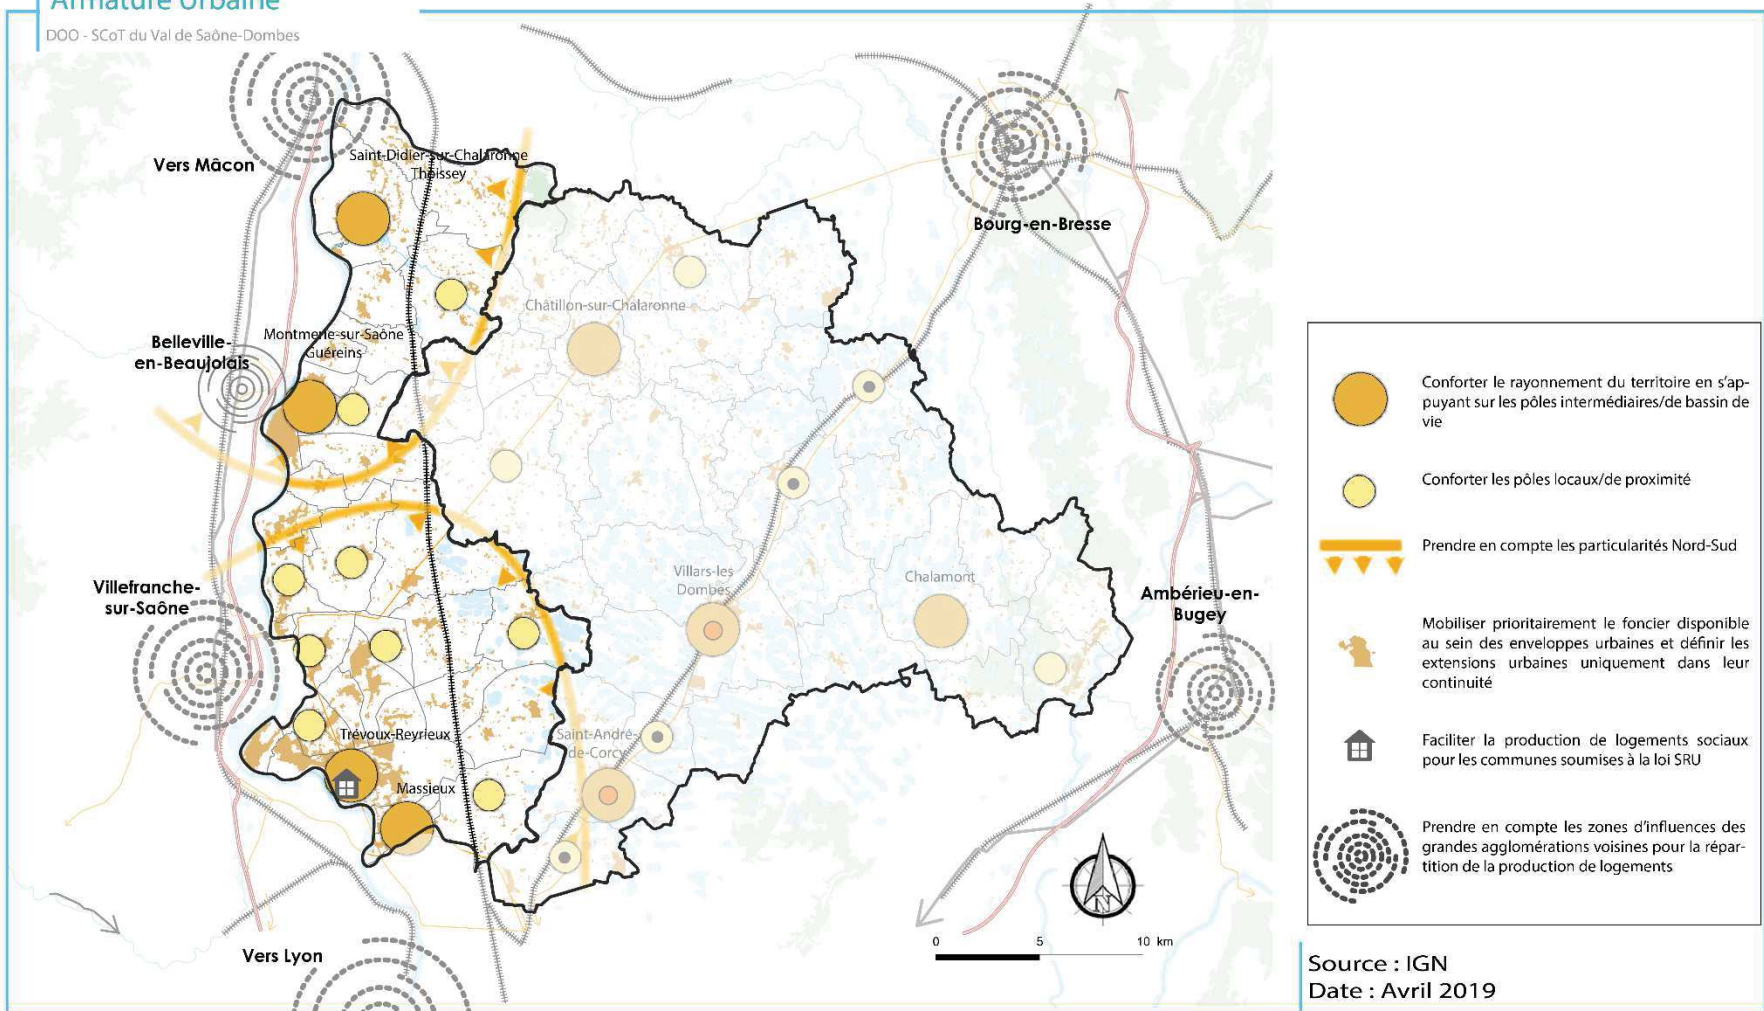 Armature Urbaine
DOO - SCoT du Val de Saône-Dombes
Vers Mâcon
Saint-Didier-sur-Chalaronne
Thoissey
Bourg-en-Bresse
Châtillon-sur-Chalaronne
Belleville-
en-Beaujolais
Montmerle-sur-Saône
Guéreins
Villefranche-
sur-Saône
Villars-les
Dombes
Chalamont
Ambérieu-en-
Bugey
Trévoux-Reyrieux
Saint-André-
de-Corcy
Massieux
Vers Lyon
N
0 5 10 km
Conforter le rayonnement du territoire en s'ap-
puyant sur les pôles intermédiaires/de bassin de
vie
Conforter les pôles locaux/de proximité
Prendre en compte les particularités Nord-Sud
Mobiliser prioritairement le foncier disponible
au sein des enveloppes urbaines et définir les
extensions urbaines uniquement dans leur
continuité
Faciliter la production de logements sociaux
pour les communes soumises à la loi SRU
Prendre en compte les zones d'influences des
grandes agglomérations voisines pour la répar-
tition de la production de logements
Source : IGN
Date : Avril 2019